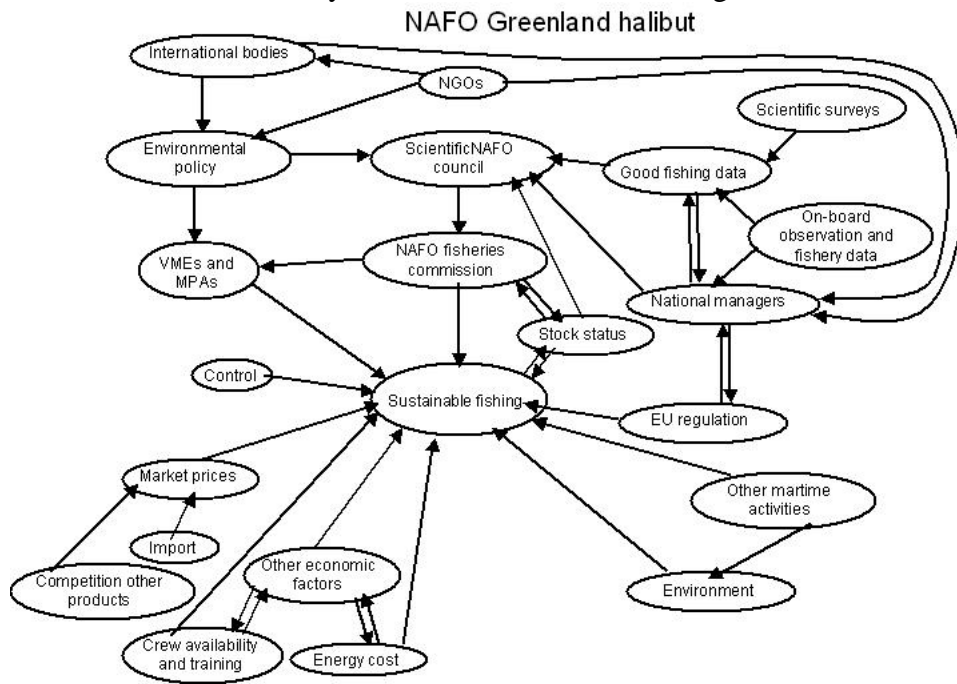 NAFO Greenland halibut
International bodies
NGOs
Scientific surveys
Environmental
policy
ScientificNAFO
council
Good fishing data
On-board
observation and
fishery data
VMEs and
MPAs
NAFO fisheries
commission
National managers
Stock status
Control
Sustainable fishing
EU regulation
Market prices
Other martime
activities
Import
Competition other
products
Other economic
factors
Environment
Crew availability
and training
Energy cost